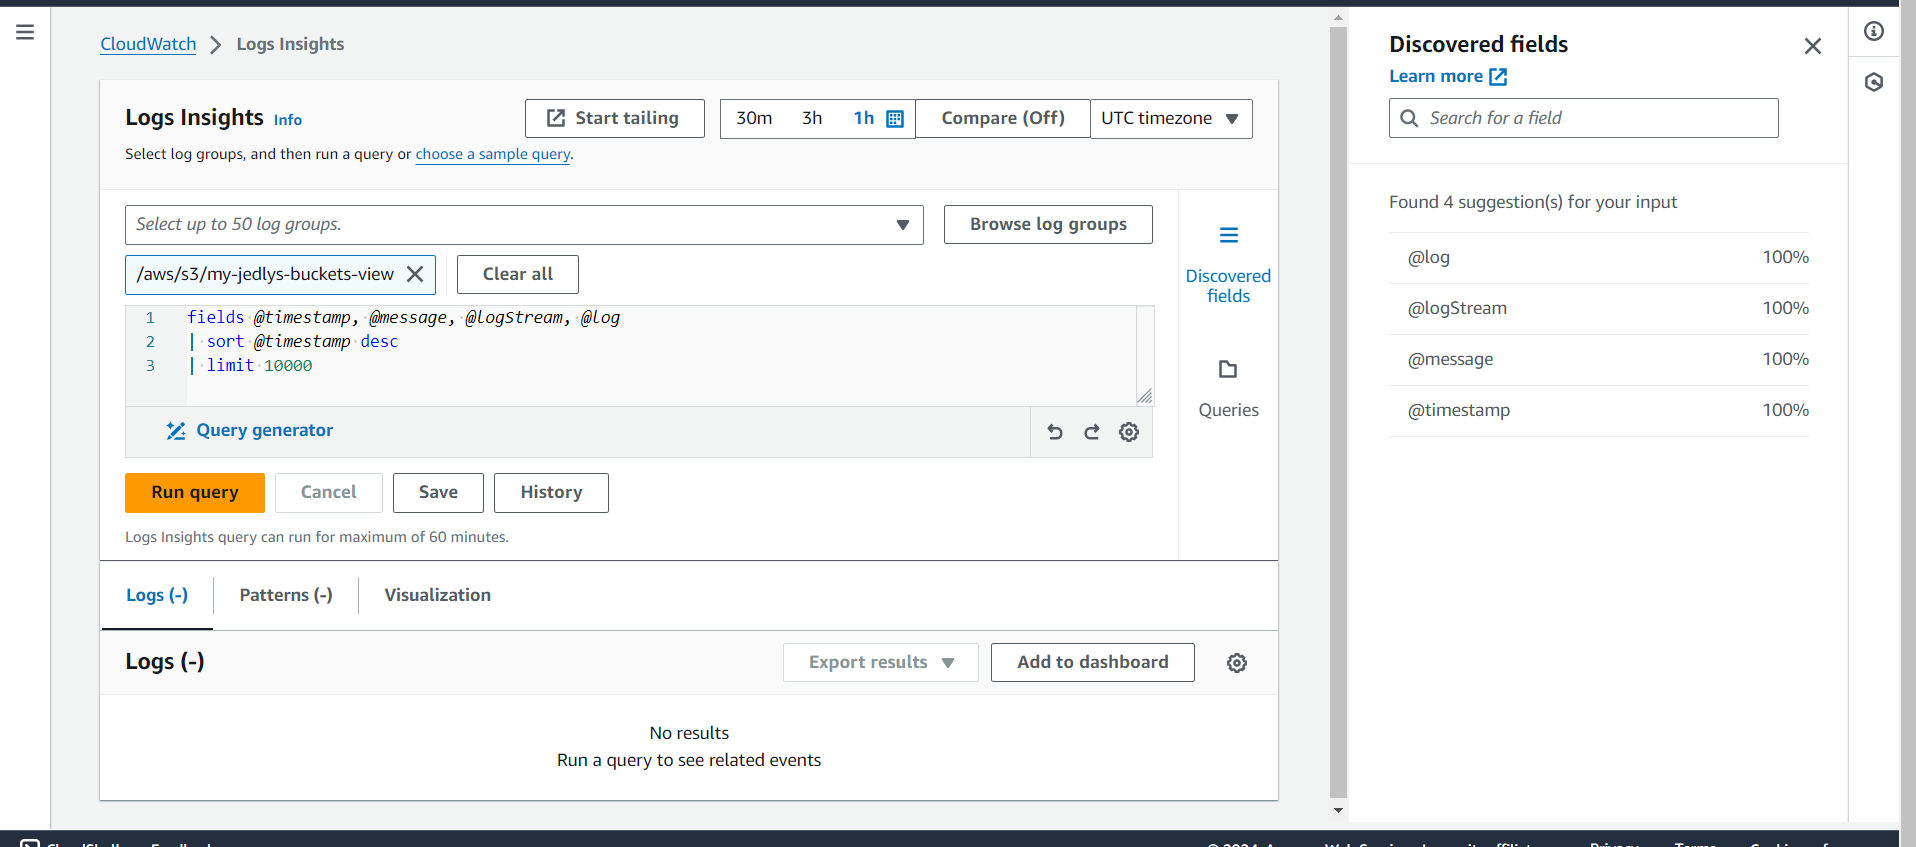 CloudWatch > Logs Insights
Logs Insights Info
Start tailing
30m 3h 1h
Compare (Off)
UTC timezone
Select log groups, and then run a query or choose a sample query.
Select up to 50 log groups.
Browse log groups
/aws/s3/my-jedlys-buckets-view
Clear all
1 fields @timestamp, @message, @logStream, @log
2 | sort @timestamp desc
3 | limit 10000
Query generator
Run query
Cancel
Save
History
Logs Insights query can run for maximum of 60 minutes.
Discovered
fields
Queries
Logs (-)
Patterns (-)
Visualization
Logs (-)
Export results
Add to dashboard
No results
Run a query to see related events
Discovered fields
Learn more
Search for a field
Found 4 suggestion(s) for your input
@log 100%
@logStream 100%
@message 100%
@timestamp 100%